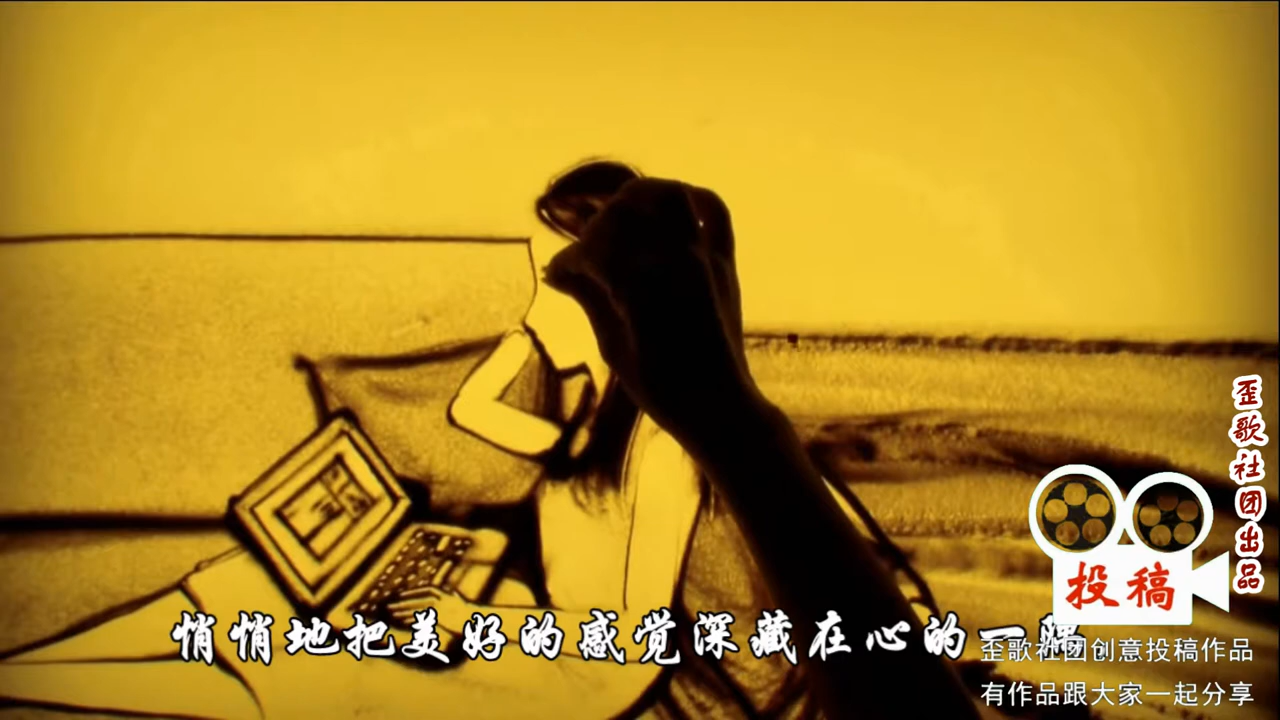 歪歌社团出品
投稿
悄悄地把美好的感觉深藏在心的一隅
歪歌社团创意投稿作品
有作品跟大家一起分享